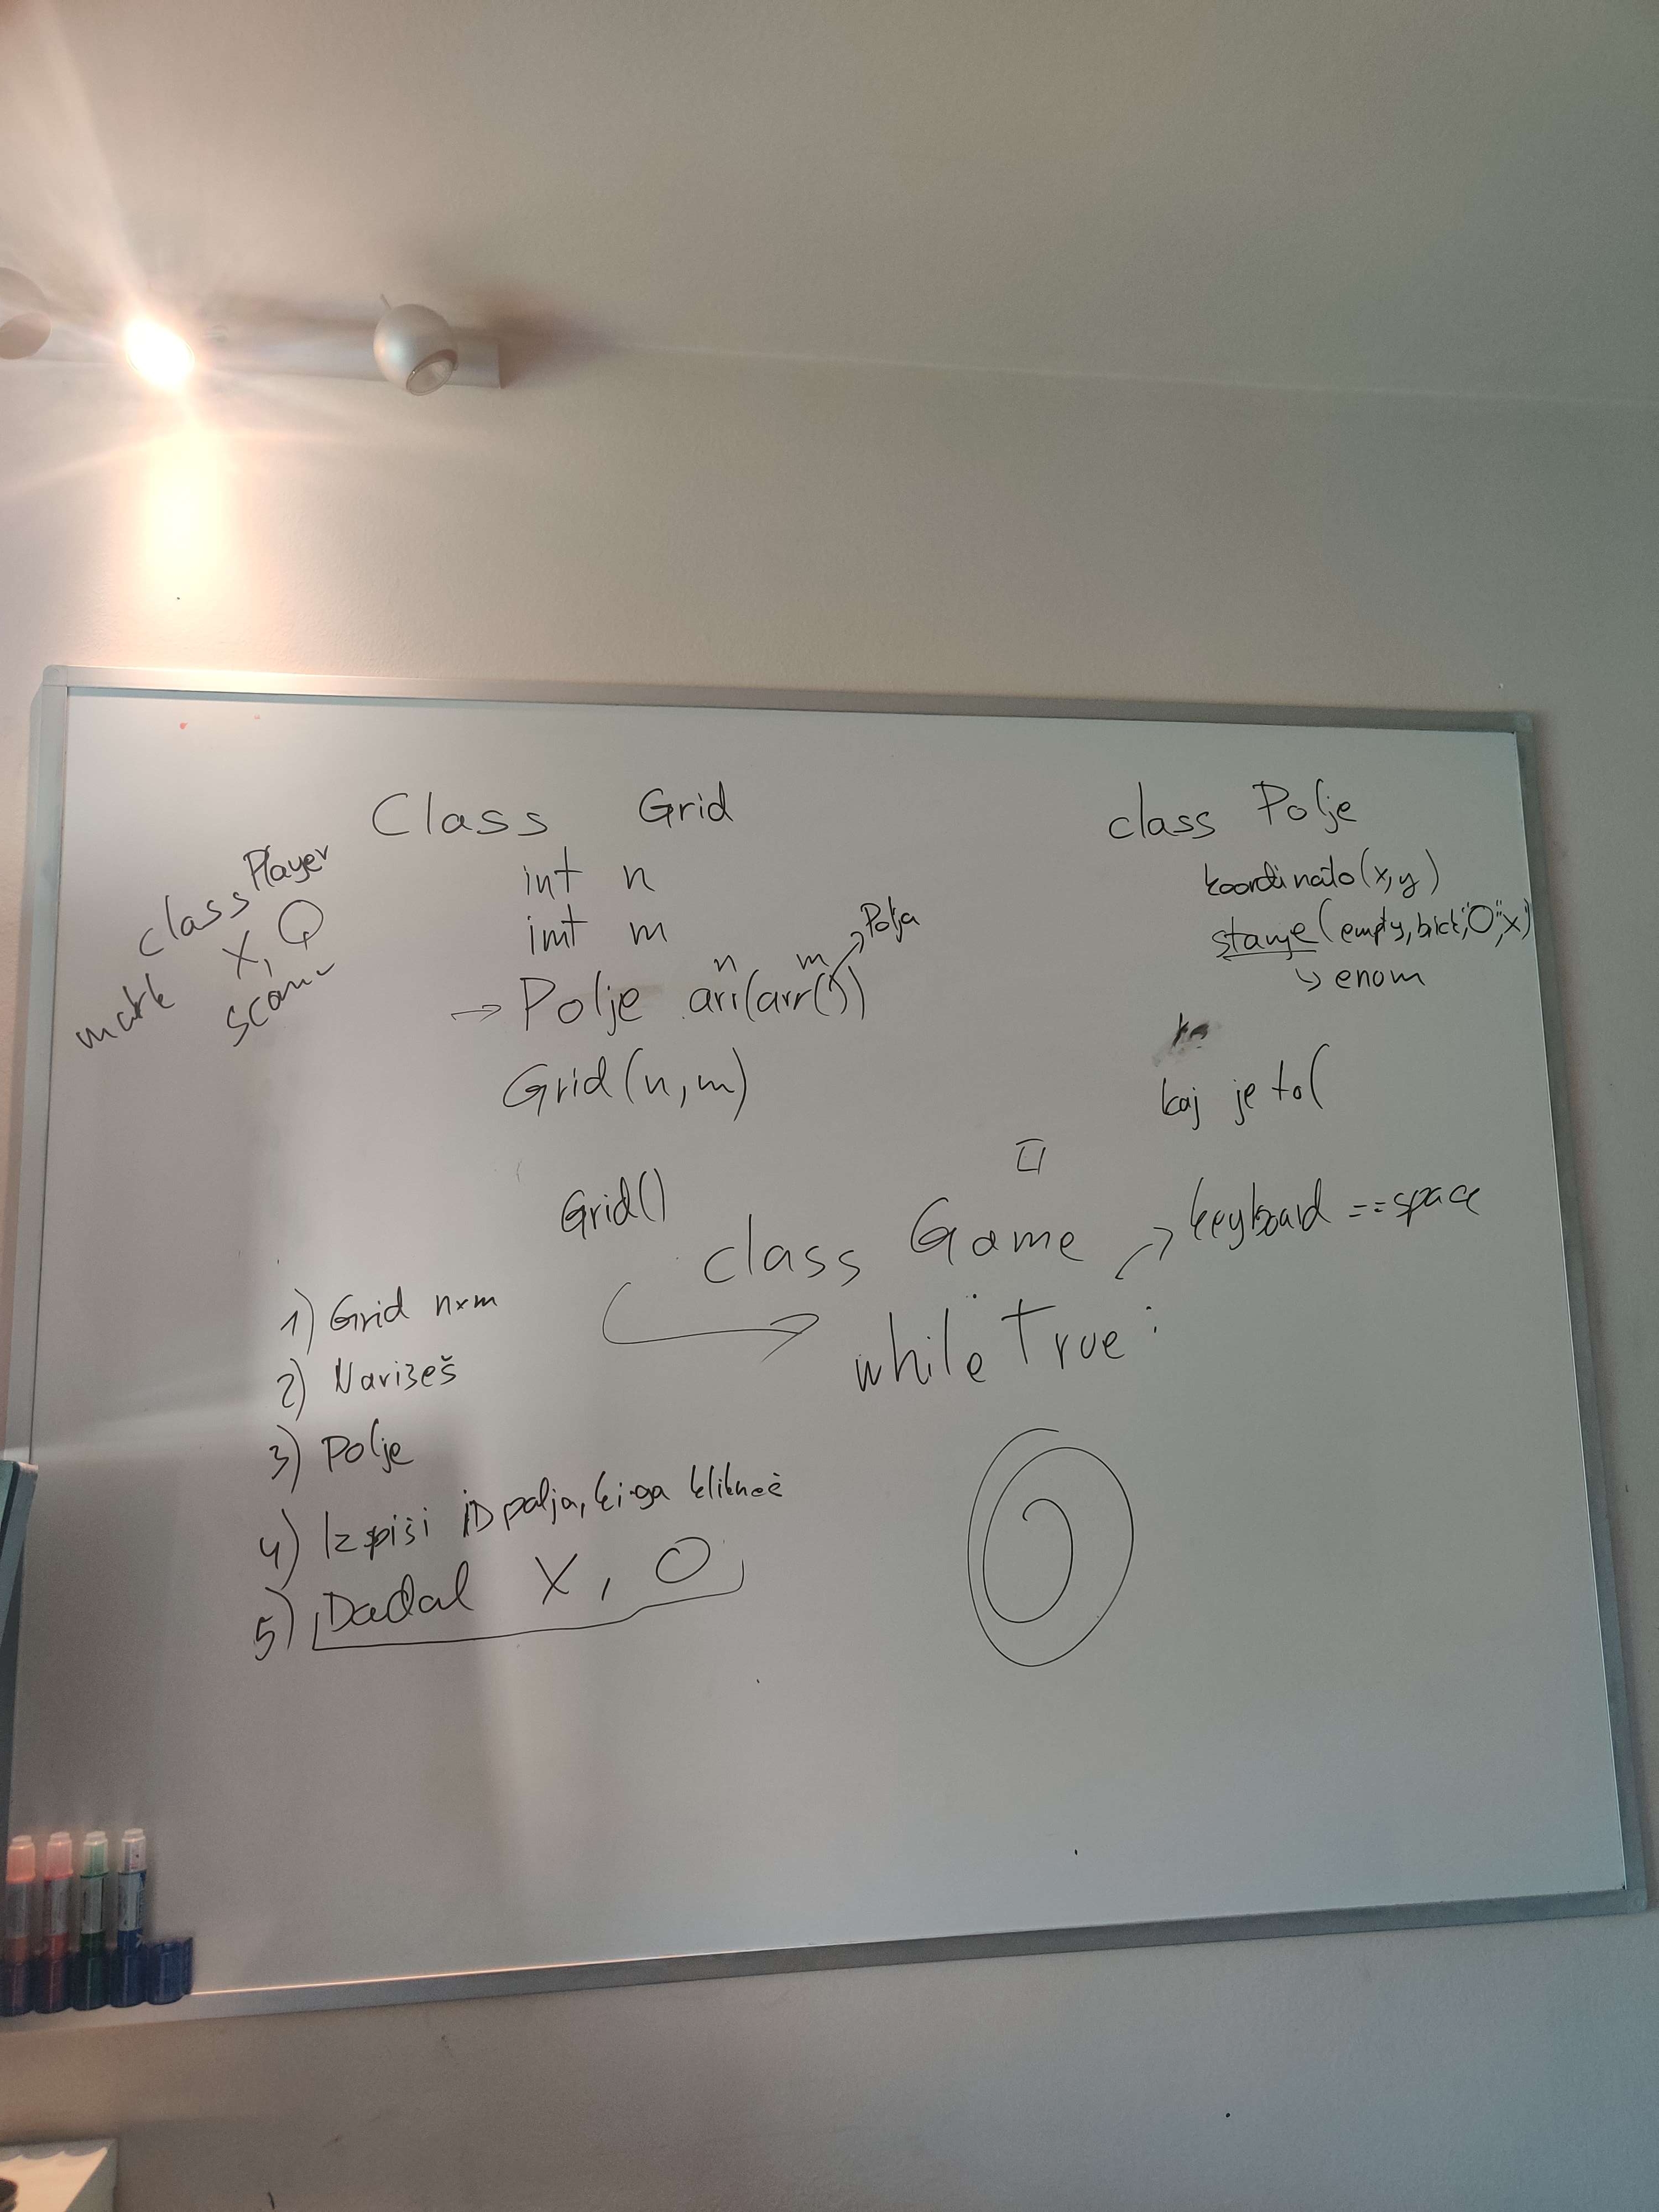 Class Grid
int n
int m
n m Polja
→ Polje arr(arr())
Grid(n,m)
class Player
X, O
mark
class Polje
koordinato(x,y)
stanje(empty, brick,"O",X)
↳ enom
kaj je to(
Grid()
class Game → keyboard == space
while True:
1) Grid n×m
2) Narišeš
3) Polje
4) Izpiši ID polja, ki ga klikneš
5) Dadal X, O